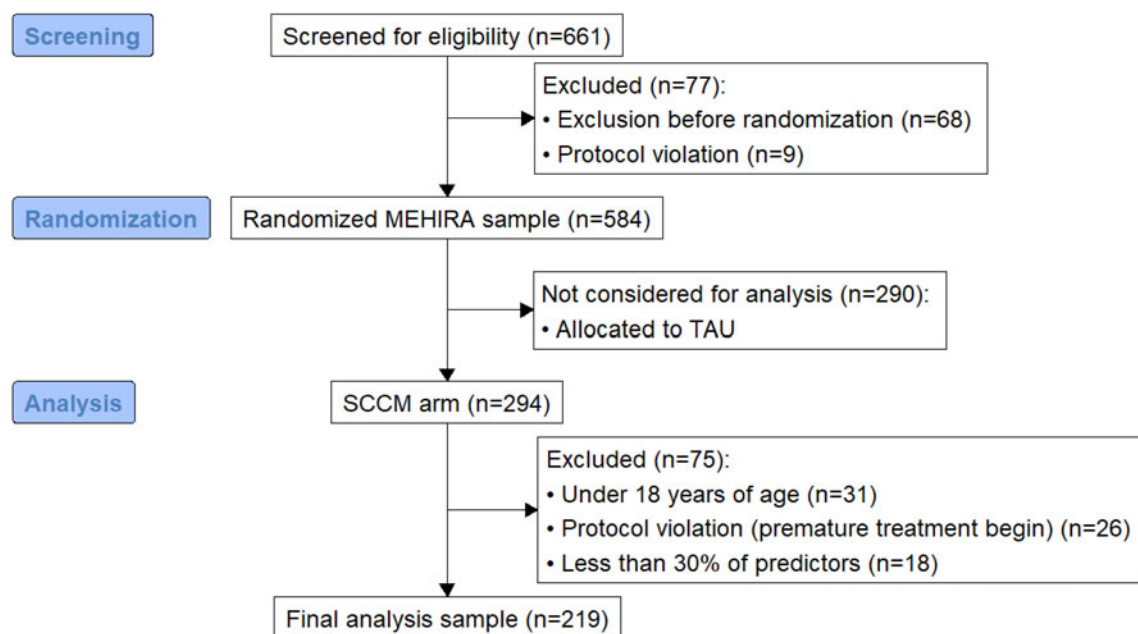 Screening
Screened for eligibility (n=661)
Excluded (n=77):
• Exclusion before randomization (n=68)
• Protocol violation (n=9)
Randomization
Randomized MEHIRA sample (n=584)
Not considered for analysis (n=290):
• Allocated to TAU
Analysis
SCCM arm (n=294)
Excluded (n=75):
• Under 18 years of age (n=31)
• Protocol violation (premature treatment begin) (n=26)
• Less than 30% of predictors (n=18)
Final analysis sample (n=219)